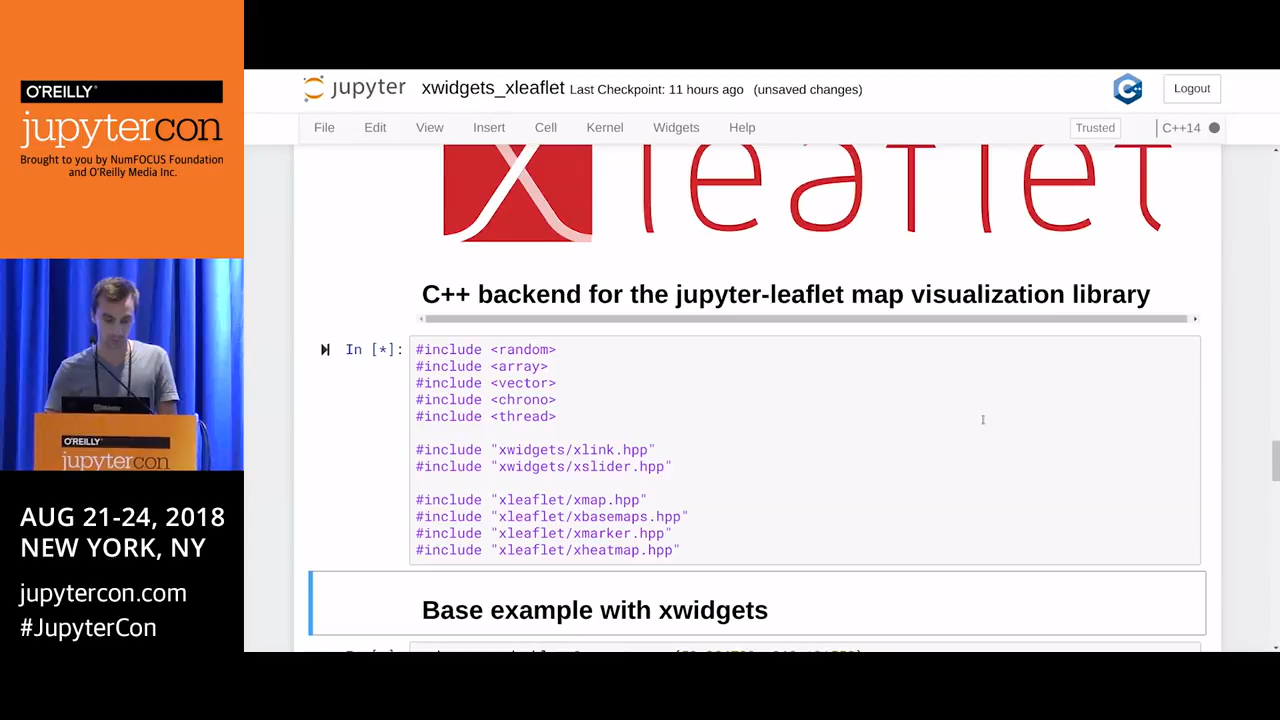 O'REILLY®
jupytercon
Brought to you by NumFOCUS Foundation
and O'Reilly Media Inc.
O'REILLY®
jupytercon
AUG 21-24, 2018
NEW YORK, NY
jupytercon.com
#JupyterCon
jupyter xwidgets_xleaflet Last Checkpoint: 11 hours ago (unsaved changes)
C++
Logout
File Edit View Insert Cell Kernel Widgets Help
Trusted
C++14
xleaflet
C++ backend for the jupyter-leaflet map visualization library
In [*]:
#include <random>
#include <array>
#include <vector>
#include <chrono>
#include <thread>
#include "xwidgets/xlink.hpp"
#include "xwidgets/xslider.hpp"
#include "xleaflet/xmap.hpp"
#include "xleaflet/xbasemaps.hpp"
#include "xleaflet/xmarker.hpp"
#include "xleaflet/xheatmap.hpp"
Base example with xwidgets